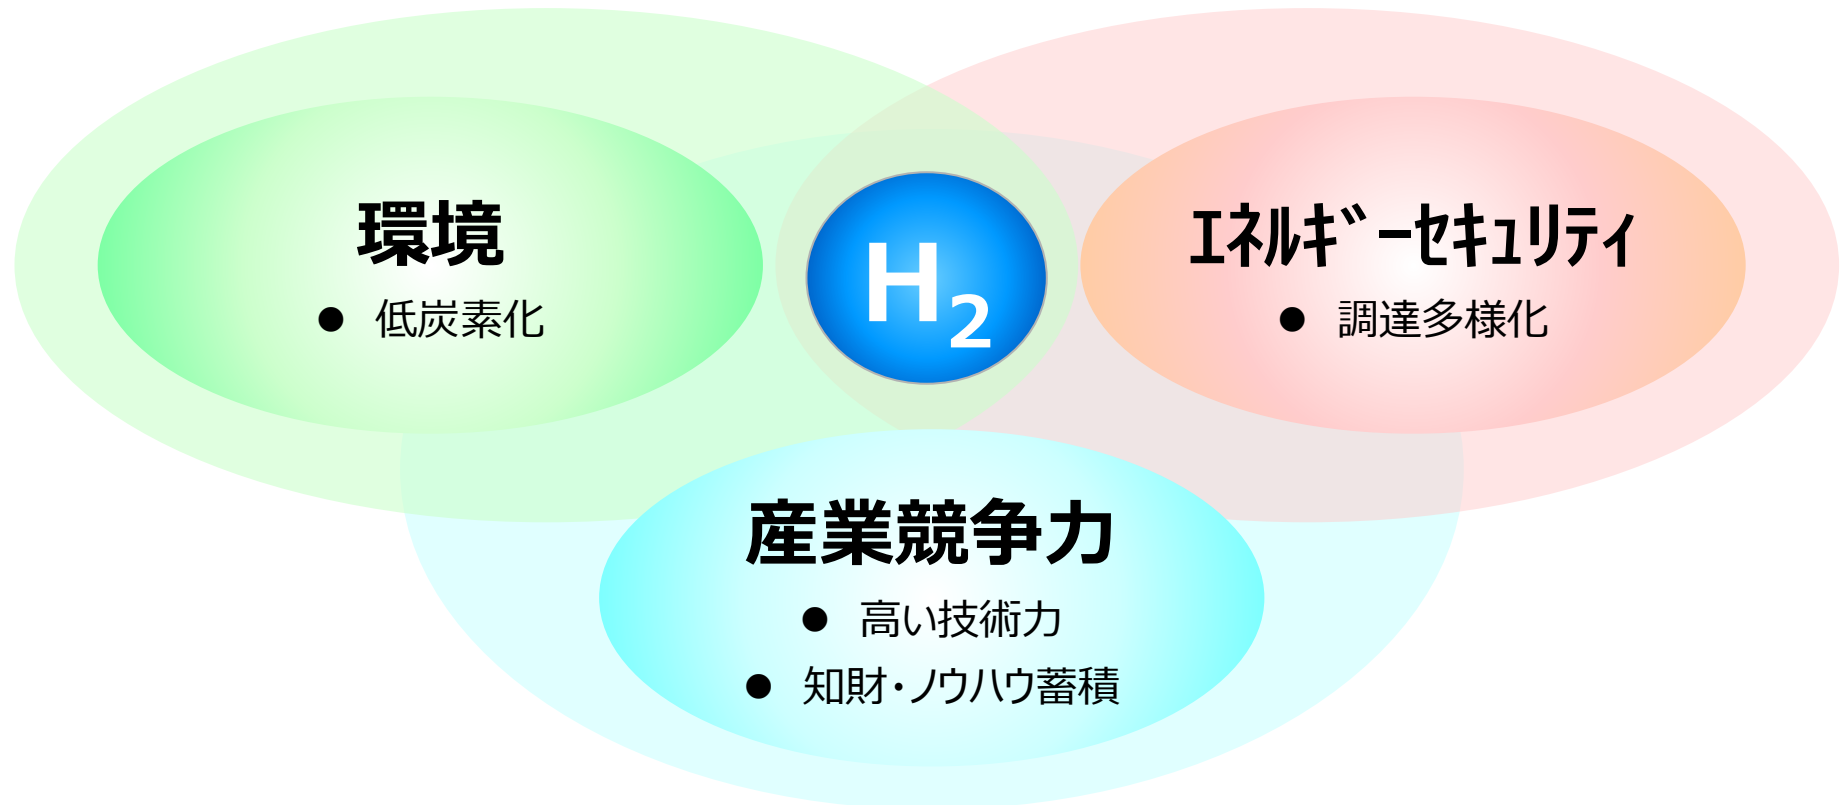 環境
● 低炭素化
H2
ｴﾈﾙｷﾞｰｾｷｭﾘﾃｨ
● 調達多様化
産業競争力
● 高い技術力
● 知財・ノウハウ蓄積